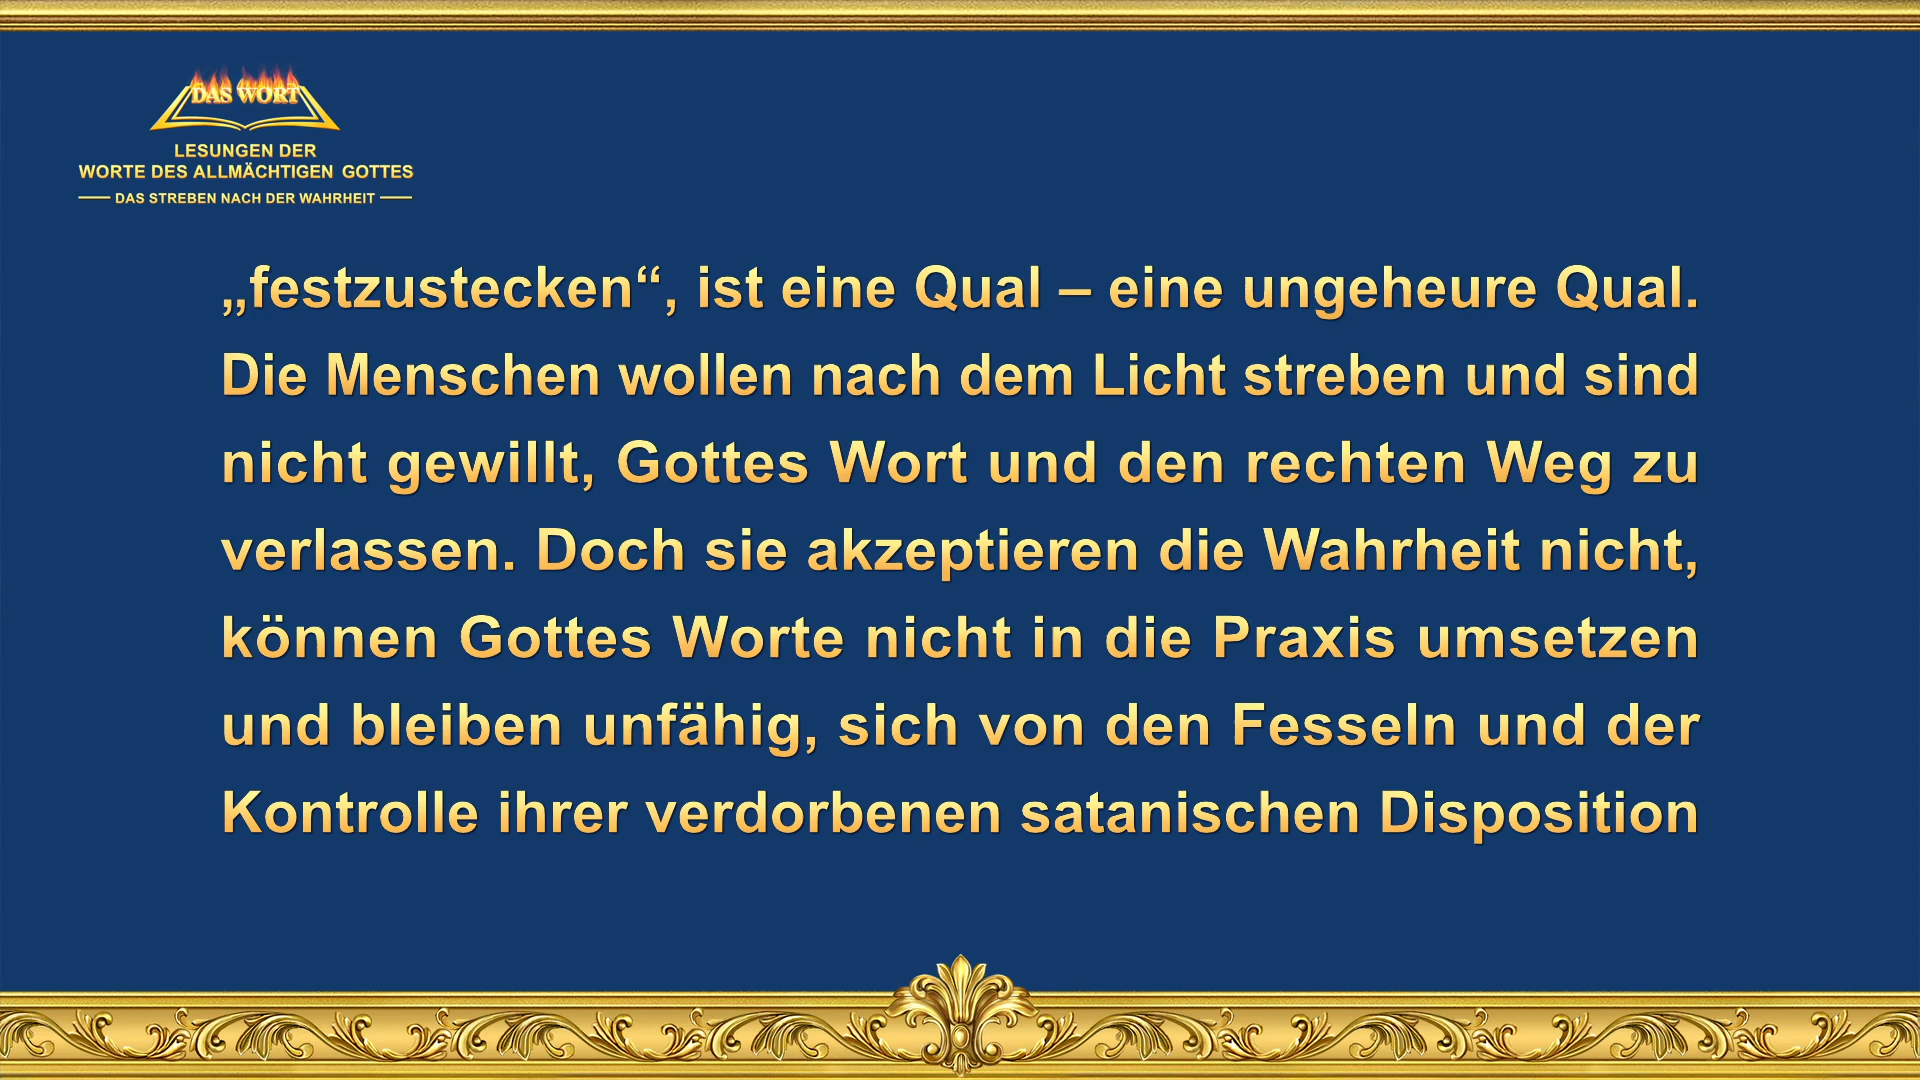 DAS WORT
LESUNGEN DER
WORTE DES ALLMÄCHTIGEN GOTTES
DAS STREBEN NACH DER WAHRHEIT
„festzustecken“, ist eine Qual – eine ungeheure Qual.
Die Menschen wollen nach dem Licht streben und sind
nicht gewillt, Gottes Wort und den rechten Weg zu
verlassen. Doch sie akzeptieren die Wahrheit nicht,
können Gottes Worte nicht in die Praxis umsetzen
und bleiben unfähig, sich von den Fesseln und der
Kontrolle ihrer verdorbenen satanischen Disposition